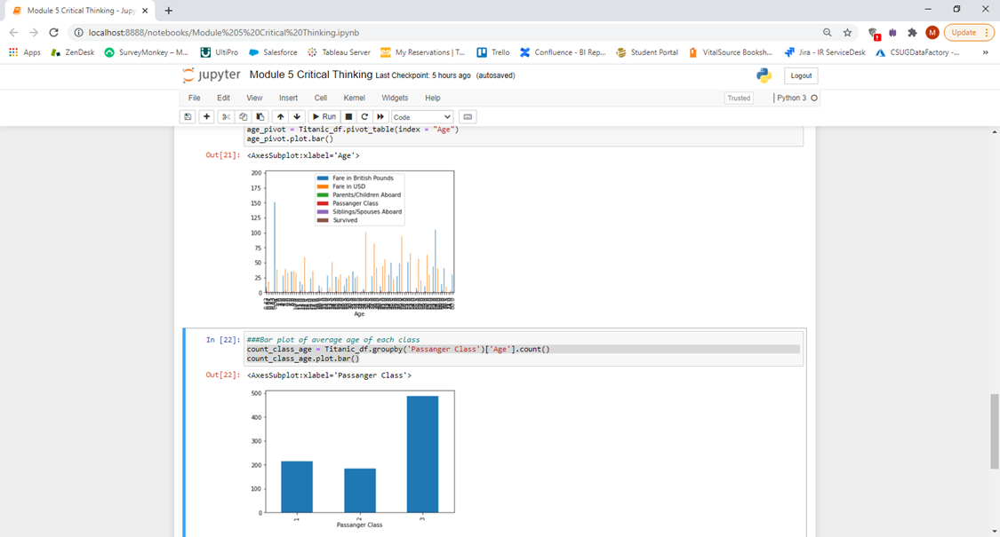 Module 5 Critical Thinking - Jupy
localhost:8888/notebooks/Module%205%20Critical%20Thinking.ipynb
M
Update
Apps ZenDesk SurveyMonkey – M... UltiPro Salesforce Tableau Server My Reservations | T... Trello Confluence - BI Rep... Student Portal VitalSource Booksh... Jira - IR ServiceDesk CSUGDataFactory -... »
jupyter Module 5 Critical Thinking Last Checkpoint: 5 hours ago (autosaved)
Logout
File Edit View Insert Cell Kernel Widgets Help
Trusted
Python 3
Run
Code
age_pivot = Titanic_df.pivot_table(index = "Age")
age_pivot.plot.bar()
Out[21]: <AxesSubplot:xlabel='Age'>
200
175
150
125
100
75
50
25
0
Fare in British Pounds
Fare in USD
Parents/Children Aboard
Passanger Class
Siblings/Spouses Aboard
Survived
Age
In [22]: ###Bar plot of average age of each class
count_class_age = Titanic_df.groupby('Passanger Class')['Age'].count()
count_class_age.plot.bar()
Out[22]: <AxesSubplot:xlabel='Passanger Class'>
500
400
300
200
100
0
1 2 3
Passanger Class